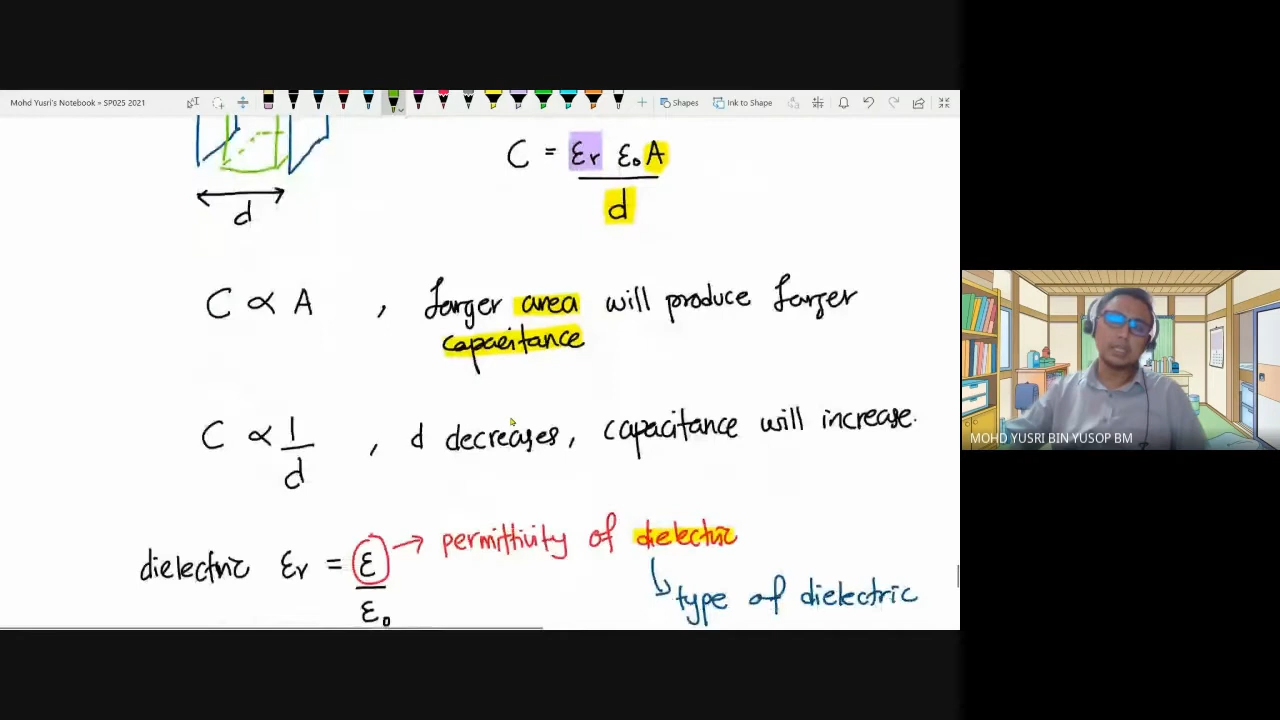 Mohd Yusri's Notebook » SP025 2021
Shapes
Ink to Shape
C = εr ε₀ A
d
d
C ∝ A , larger area will produce larger
capacitance
C ∝ 1/d , d decreases, capacitance will increase.
dielectric εr = ε/ε₀ → permittivity of dielectric
↳ type of dielectric
MOHD YUSRI BIN YUSOP BM